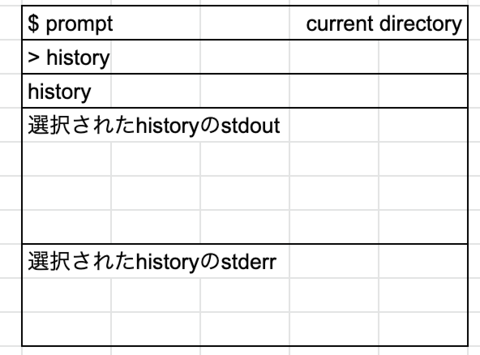 $ prompt current directory
> history
history
選択されたhistoryのstdout
選択されたhistoryのstderr